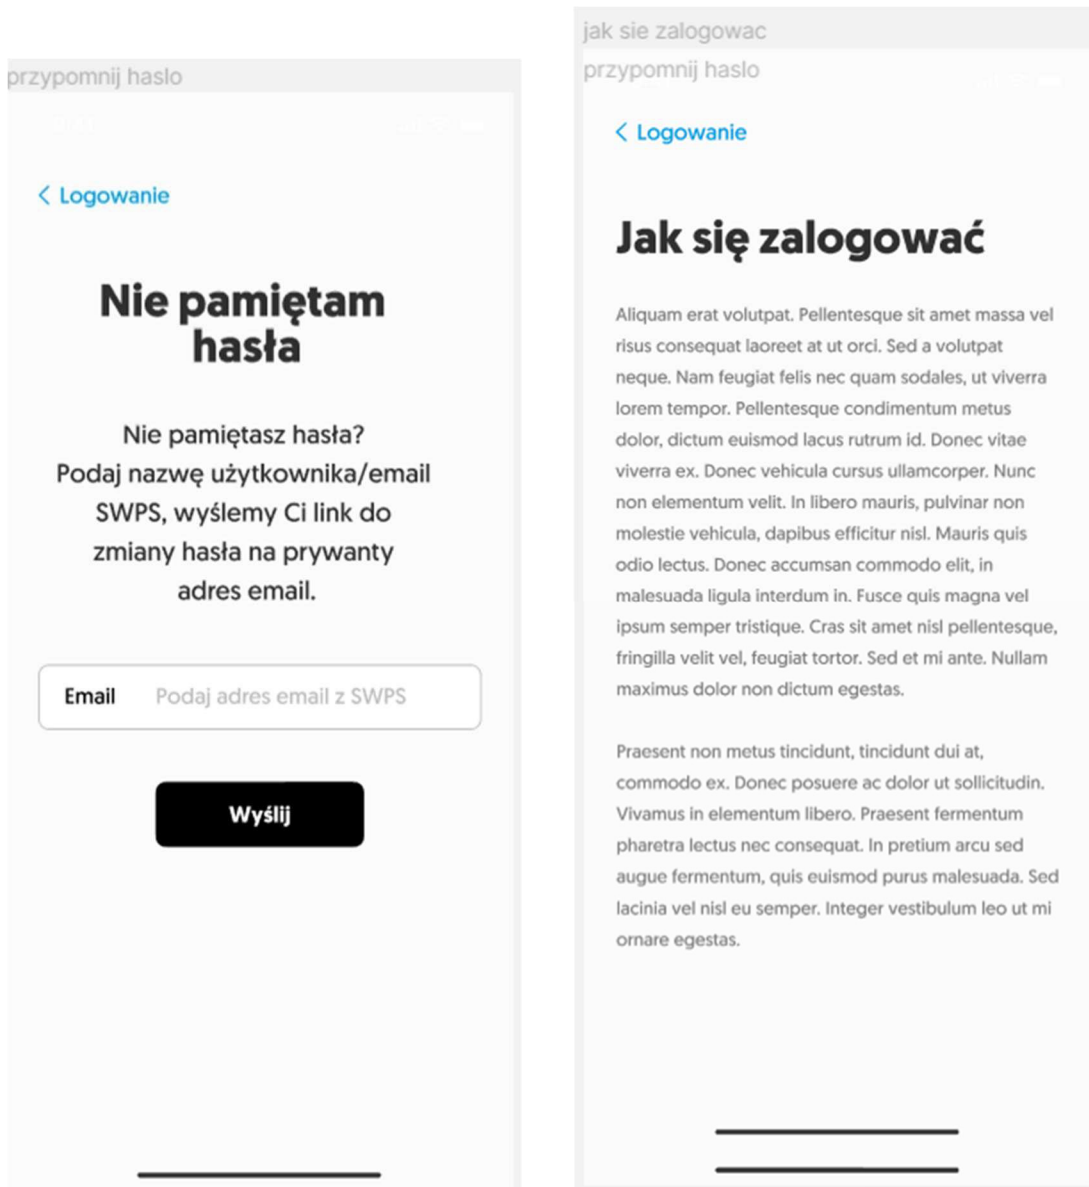 przypomnij haslo
< Logowanie
Nie pamiętam
hasła
Nie pamiętasz hasła?
Podaj nazwę użytkownika/email
SWPS, wyślemy Ci link do
zmiany hasła na prywanty
adres email.
Email Podaj adres email z SWPS
Wyślij
jak sie zalogowac
przypomnij haslo
< Logowanie
Jak się zalogować
Aliquam erat volutpat. Pellentesque sit amet massa vel
risus consequat laoreet at ut orci. Sed a volutpat
neque. Nam feugiat felis nec quam sodales, ut viverra
lorem tempor. Pellentesque condimentum metus
dolor, dictum euismod lacus rutrum id. Donec vitae
viverra ex. Donec vehicula cursus ullamcorper. Nunc
non elementum velit. In libero mauris, pulvinar non
molestie vehicula, dapibus efficitur nisl. Mauris quis
odio lectus. Donec accumsan commodo elit, in
malesuada ligula interdum in. Fusce quis magna vel
ipsum semper tristique. Cras sit amet nisl pellentesque,
fringilla velit vel, feugiat tortor. Sed et mi ante. Nullam
maximus dolor non dictum egestas.
Praesent non metus tincidunt, tincidunt dui at,
commodo ex. Donec posuere ac dolor ut sollicitudin.
Vivamus in elementum libero. Praesent fermentum
pharetra lectus nec consequat. In pretium arcu sed
augue fermentum, quis euismod purus malesuada. Sed
lacinia vel nisl eu semper. Integer vestibulum leo ut mi
ornare egestas.